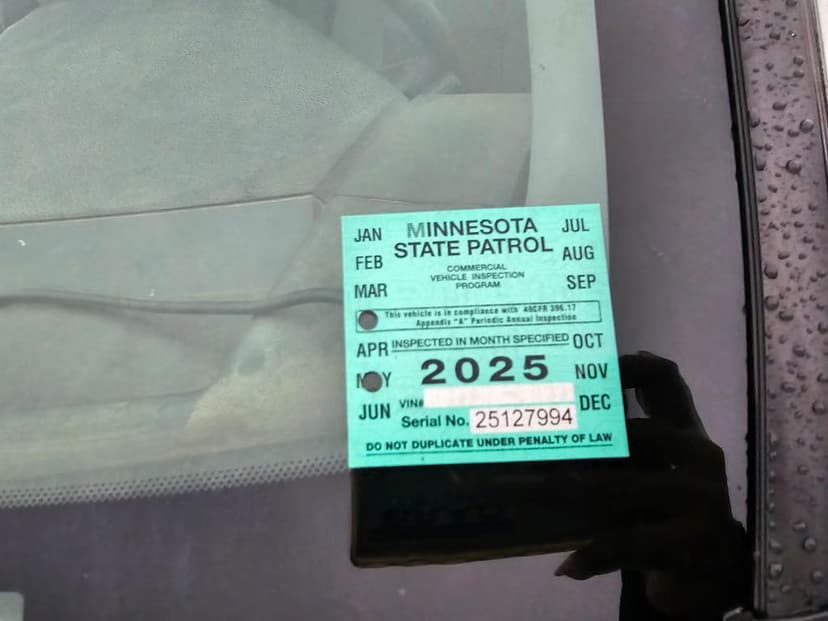 JAN MINNESOTA JUL
FEB STATE PATROL AUG
COMMERCIAL
VEHICLE INSPECTION
PROGRAM
MAR SEP
This vehicle is in compliance with 49CFR 396.17
Appendix "A" Periodic Annual Inspection
APR INSPECTED IN MONTH SPECIFIED OCT
2025 NOV
JUN VIN# DEC
Serial No. 25127994
DO NOT DUPLICATE UNDER PENALTY OF LAW